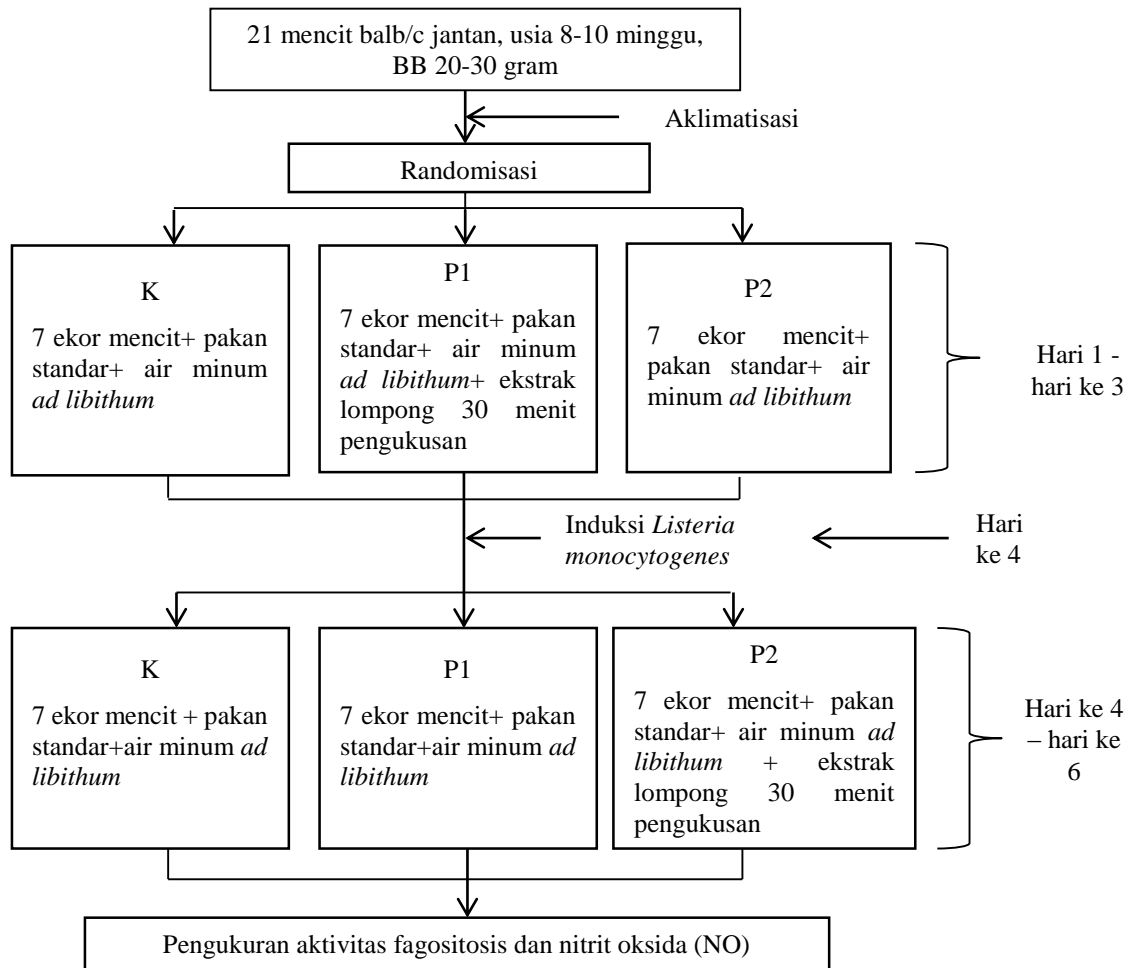 21 mencit balb/c jantan, usia 8-10 minggu,
BB 20-30 gram
Aklimatisasi
Randomisasi
K
7 ekor mencit+ pakan
standar+ air minum
ad libithum
P1
7 ekor mencit+ pakan
standar+ air minum
ad libithum+ ekstrak
lompong 30 menit
pengukusan
P2
7 ekor mencit+
pakan standar+ air
minum ad libithum
Hari 1 -
hari ke 3
Induksi Listeria
monocytogenes
Hari
ke 4
K
7 ekor mencit + pakan
standar+air minum ad
libithum
P1
7 ekor mencit+ pakan
standar+air minum ad
libithum
P2
7 ekor mencit+ pakan
standar+ air minum ad
libithum + ekstrak
lompong 30 menit
pengukusan
Hari ke 4
– hari ke
6
Pengukuran aktivitas fagositosis dan nitrit oksida (NO)